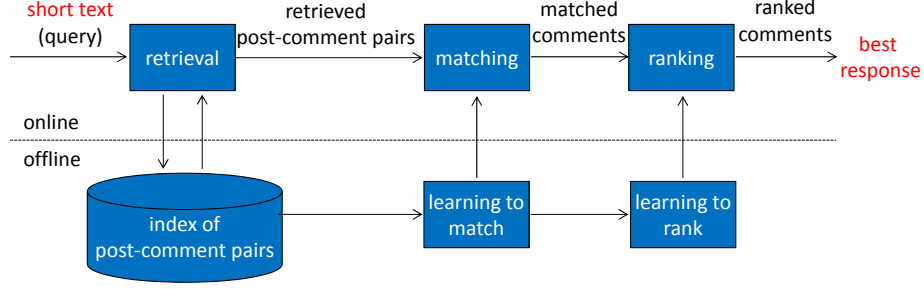 short text
(query)
retrieval
retrieved
post-comment pairs
matching
matched
comments
ranking
ranked
comments
best
response
online
offline
index of
post-comment pairs
learning to
match
learning to
rank